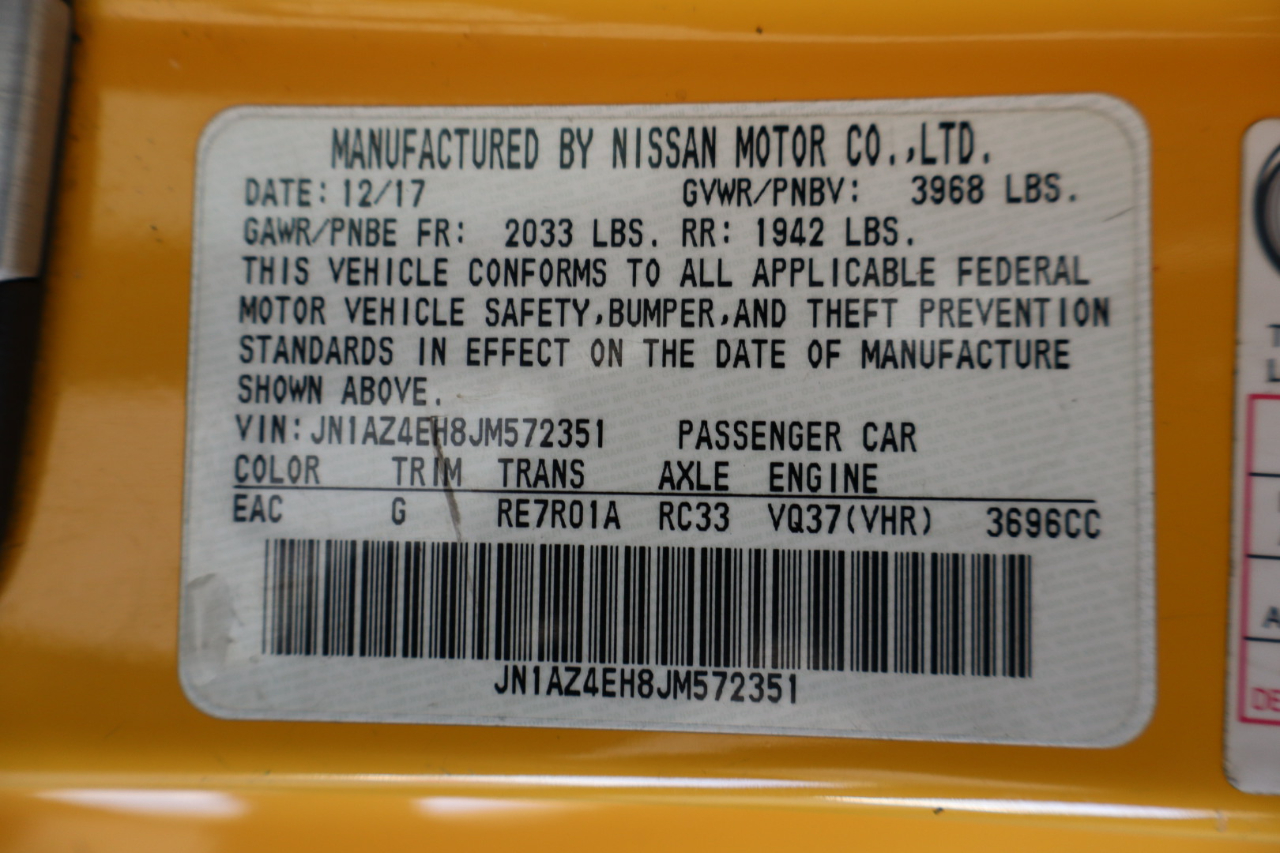 MANUFACTURED BY NISSAN MOTOR CO.,LTD.
DATE: 12/17 GVWR/PNBV: 3968 LBS.
GAWR/PNBE FR: 2033 LBS. RR: 1942 LBS.
THIS VEHICLE CONFORMS TO ALL APPLICABLE FEDERAL
MOTOR VEHICLE SAFETY,BUMPER,AND THEFT PREVENTION
STANDARDS IN EFFECT ON THE DATE OF MANUFACTURE
SHOWN ABOVE.
VIN: JN1AZ4EH8JM572351 PASSENGER CAR
COLOR TRIM TRANS AXLE ENGINE
EAC G RE7R01A RC33 VQ37(VHR) 3696CC
JN1AZ4EH8JM572351